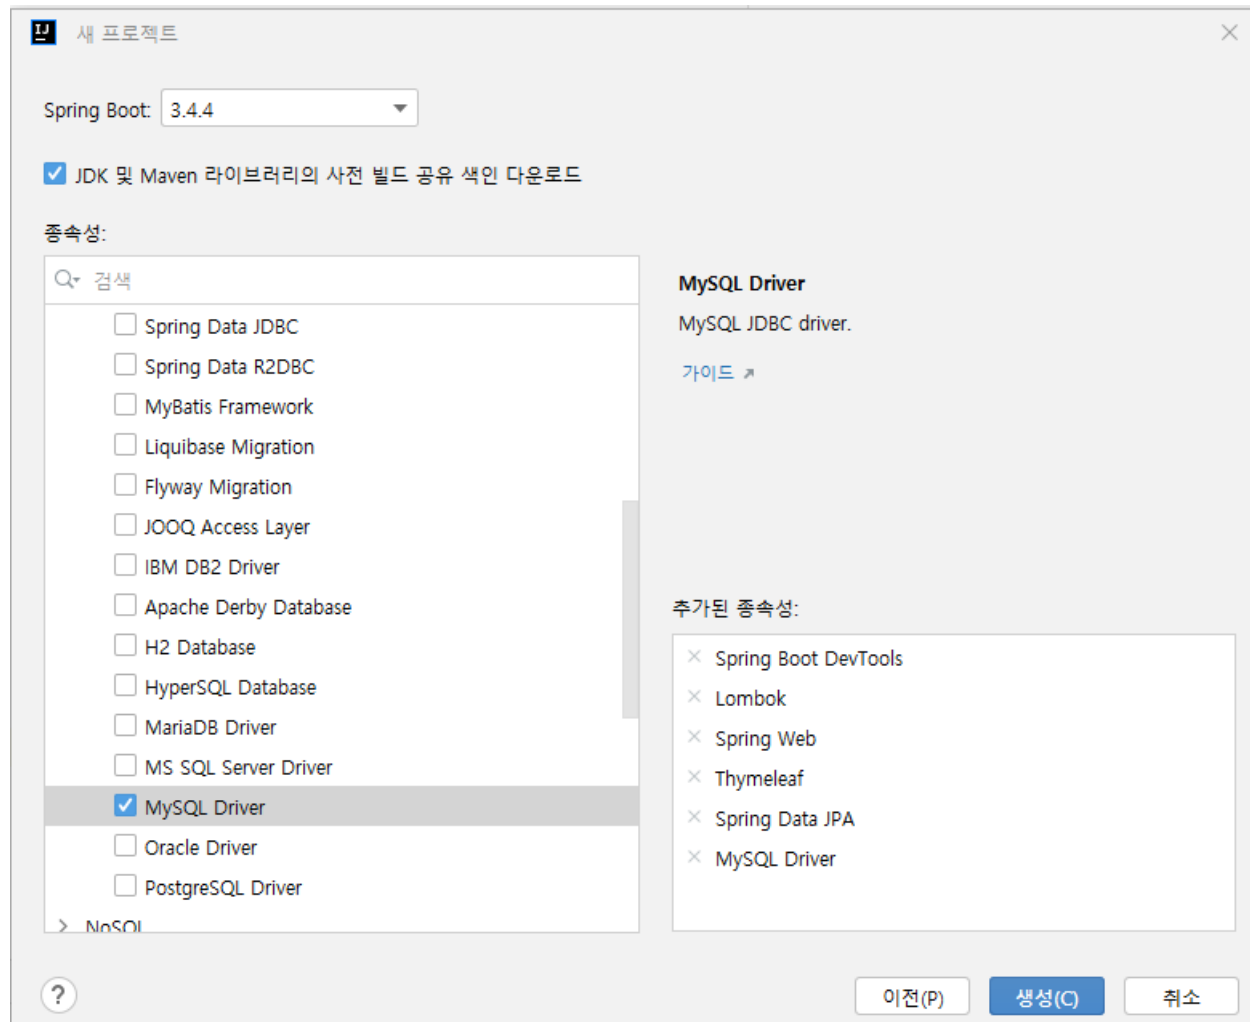 IJ 새 프로젝트
Spring Boot: 3.4.4
JDK 및 Maven 라이브러리의 사전 빌드 공유 색인 다운로드
종속성:
검색
Spring Data JDBC
Spring Data R2DBC
MyBatis Framework
Liquibase Migration
Flyway Migration
JOOQ Access Layer
IBM DB2 Driver
Apache Derby Database
H2 Database
HyperSQL Database
MariaDB Driver
MS SQL Server Driver
MySQL Driver
Oracle Driver
PostgreSQL Driver
NoSQL
MySQL Driver
MySQL JDBC driver.
가이드
추가된 종속성:
Spring Boot DevTools
Lombok
Spring Web
Thymeleaf
Spring Data JPA
MySQL Driver
?
이전(P)
생성(C)
취소